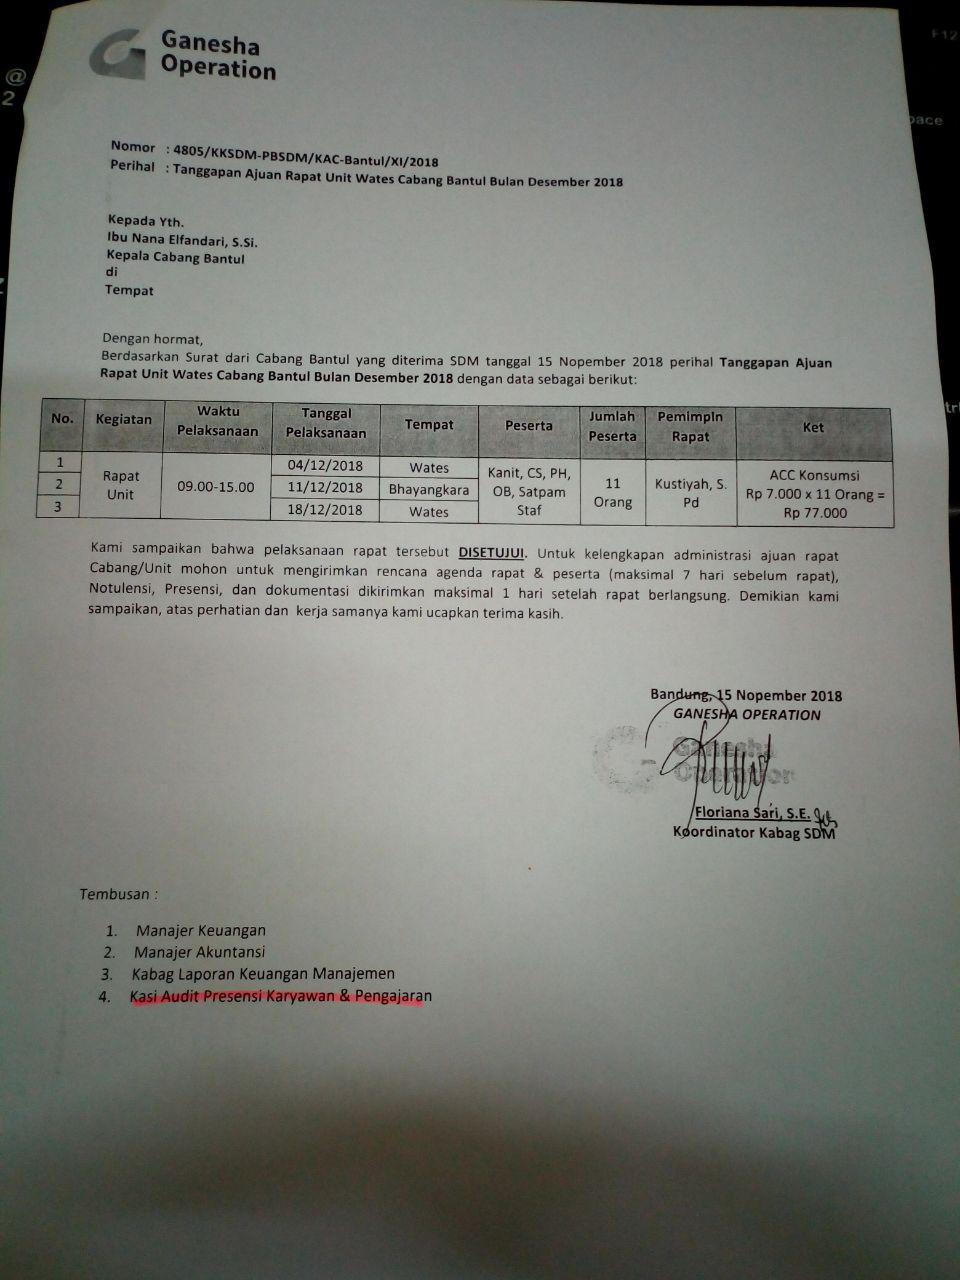 Ganesha
Operation
Nomor : 4805/KKSDM-PBSDM/KAC-Bantul/XI/2018
Perihal : Tanggapan Ajuan Rapat Unit Wates Cabang Bantul Bulan Desember 2018
Kepada Yth.
Ibu Nana Elfandari, S.Si.
Kepala Cabang Bantul
di
Tempat
Dengan hormat,
Berdasarkan Surat dari Cabang Bantul yang diterima SDM tanggal 15 Nopember 2018 perihal Tanggapan Ajuan
Rapat Unit Wates Cabang Bantul Bulan Desember 2018 dengan data sebagai berikut:
No. Kegiatan Waktu Pelaksanaan Tanggal Pelaksanaan Tempat Peserta Jumlah Peserta Pemimpin Rapat Ket
1 Rapat Unit 09.00-15.00 04/12/2018 Wates Kanit, CS, PH, OB, Satpam Staf 11 Orang Kustiyah, S. Pd ACC Konsumsi Rp 7.000 x 11 Orang = Rp 77.000
2 11/12/2018 Bhayangkara
3 18/12/2018 Wates
Kami sampaikan bahwa pelaksanaan rapat tersebut DISETUJUI. Untuk kelengkapan administrasi ajuan rapat
Cabang/Unit mohon untuk mengirimkan rencana agenda rapat & peserta (maksimal 7 hari sebelum rapat),
Notulensi, Presensi, dan dokumentasi dikirimkan maksimal 1 hari setelah rapat berlangsung. Demikian kami
sampaikan, atas perhatian dan kerja samanya kami ucapkan terima kasih.
Bandung, 15 Nopember 2018
GANESHA OPERATION
Ganesha
Operation
Floriana Sari, S.E.
Koordinator Kabag SDM
Tembusan :
1. Manajer Keuangan
2. Manajer Akuntansi
3. Kabag Laporan Keuangan Manajemen
4. Kasi Audit Presensi Karyawan & Pengajaran
@
2
F12